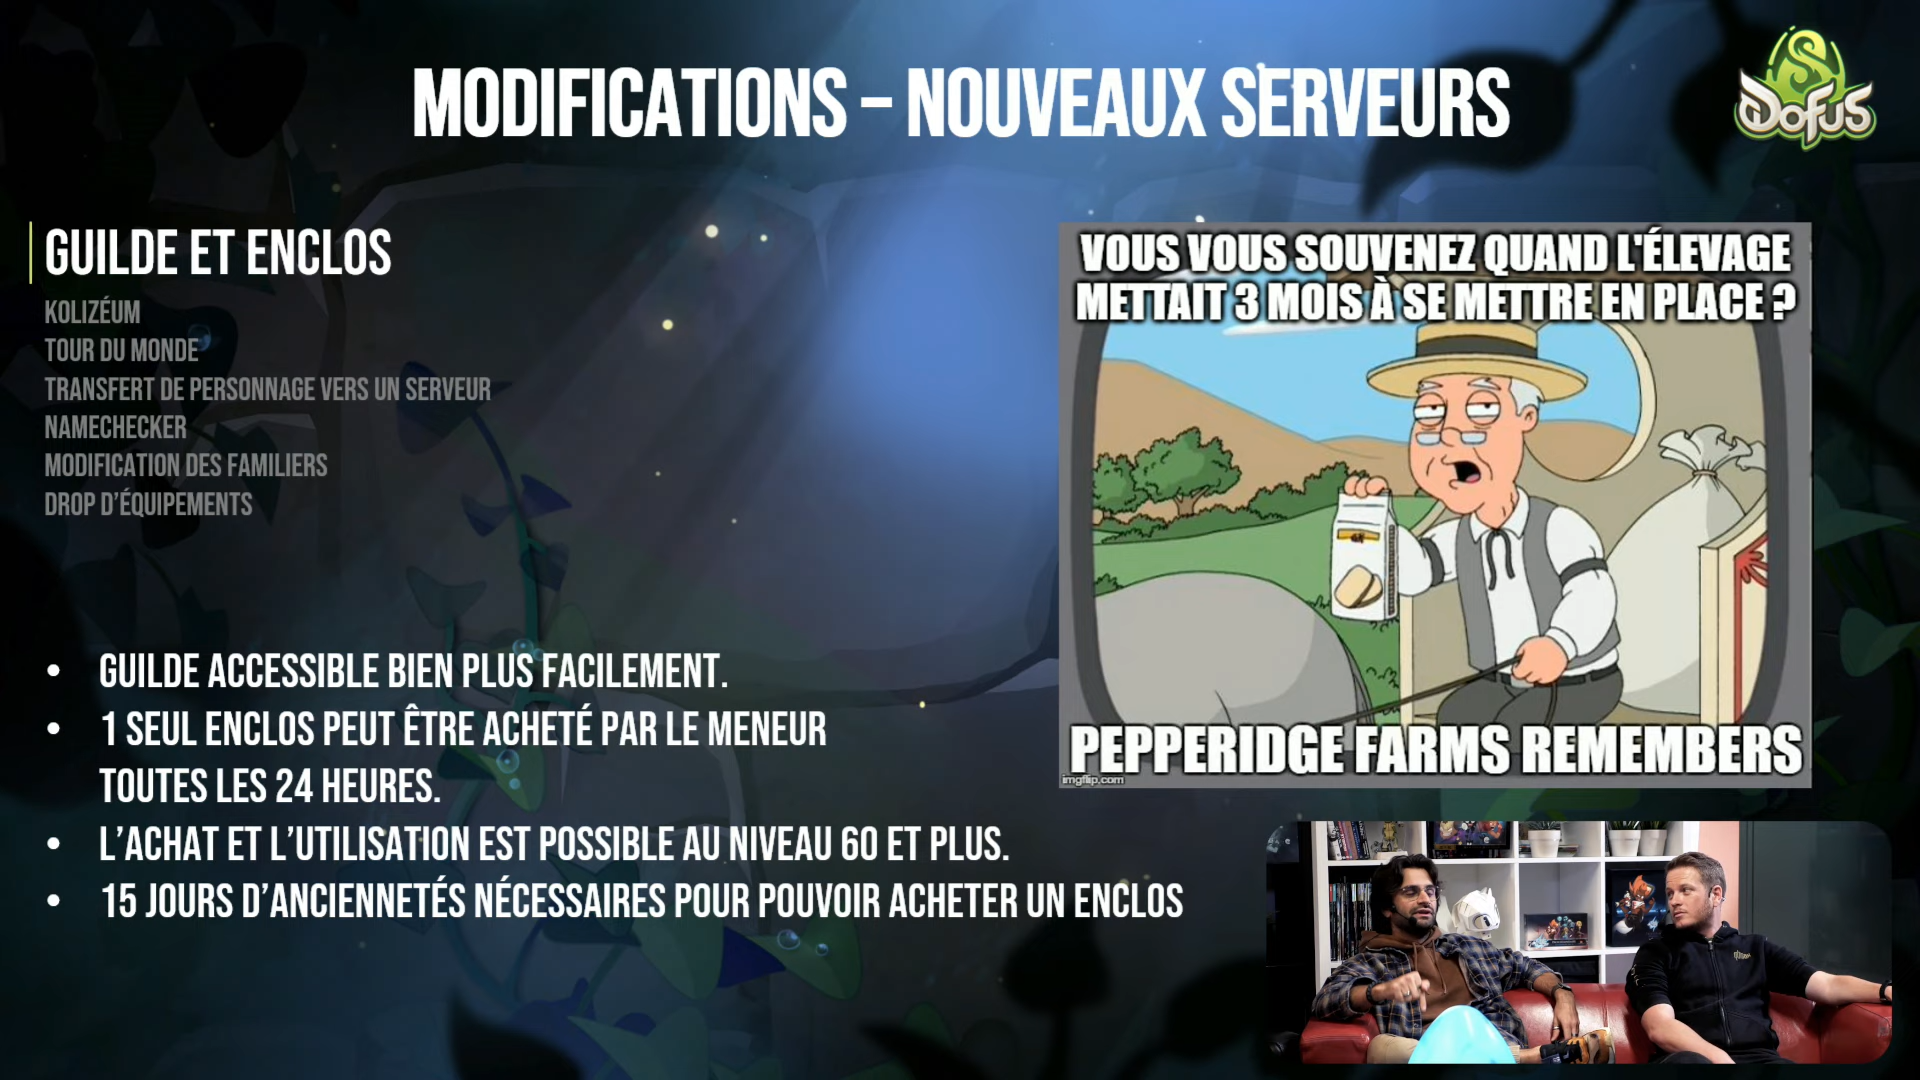 MODIFICATIONS – NOUVEAUX SERVEURS
DOFUS
GUILDE ET ENCLOS
KOLIZÉUM
TOUR DU MONDE
TRANSFERT DE PERSONNAGE VERS UN SERVEUR
NAMECHECKER
MODIFICATION DES FAMILIERS
DROP D'ÉQUIPEMENTS
VOUS VOUS SOUVENEZ QUAND L'ÉLEVAGE
METTAIT 3 MOIS À SE METTRE EN PLACE ?
PEPPERIDGE FARMS REMEMBERS
imgflip.com
• GUILDE ACCESSIBLE BIEN PLUS FACILEMENT.
• 1 SEUL ENCLOS PEUT ÊTRE ACHETÉ PAR LE MENEUR
TOUTES LES 24 HEURES.
• L'ACHAT ET L'UTILISATION EST POSSIBLE AU NIVEAU 60 ET PLUS.
• 15 JOURS D'ANCIENNETÉS NÉCESSAIRES POUR POUVOIR ACHETER UN ENCLOS